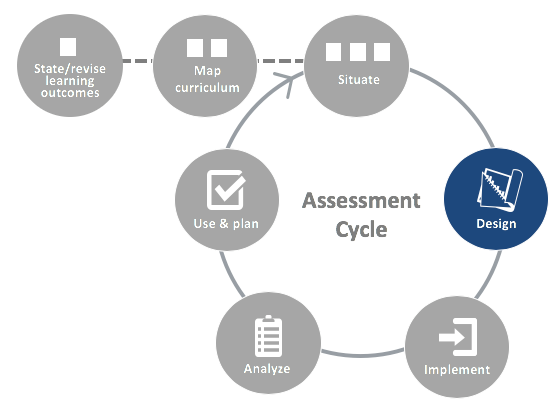 State/revise
learning
outcomes
Map
curriculum
Situate
Assessment
Cycle
Design
Use & plan
Implement
Analyze